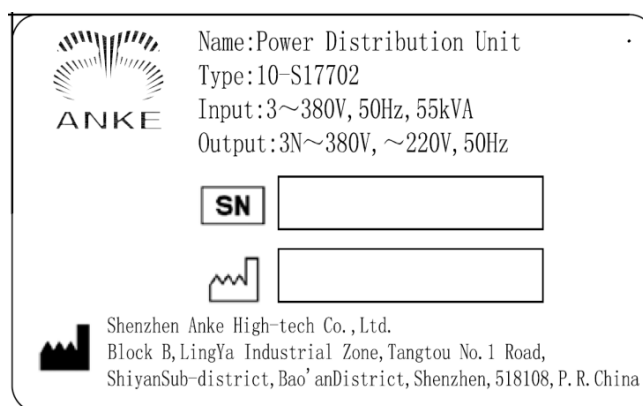 ANKE
Name:Power Distribution Unit
Type:10-S17702
Input:3～380V,50Hz,55kVA
Output:3N～380V,～220V,50Hz
SN
Shenzhen Anke High-tech Co.,Ltd.
Block B,LingYa Industrial Zone,Tangtou No.1 Road,
ShiyanSub-district,Bao'anDistrict,Shenzhen,518108,P.R.China